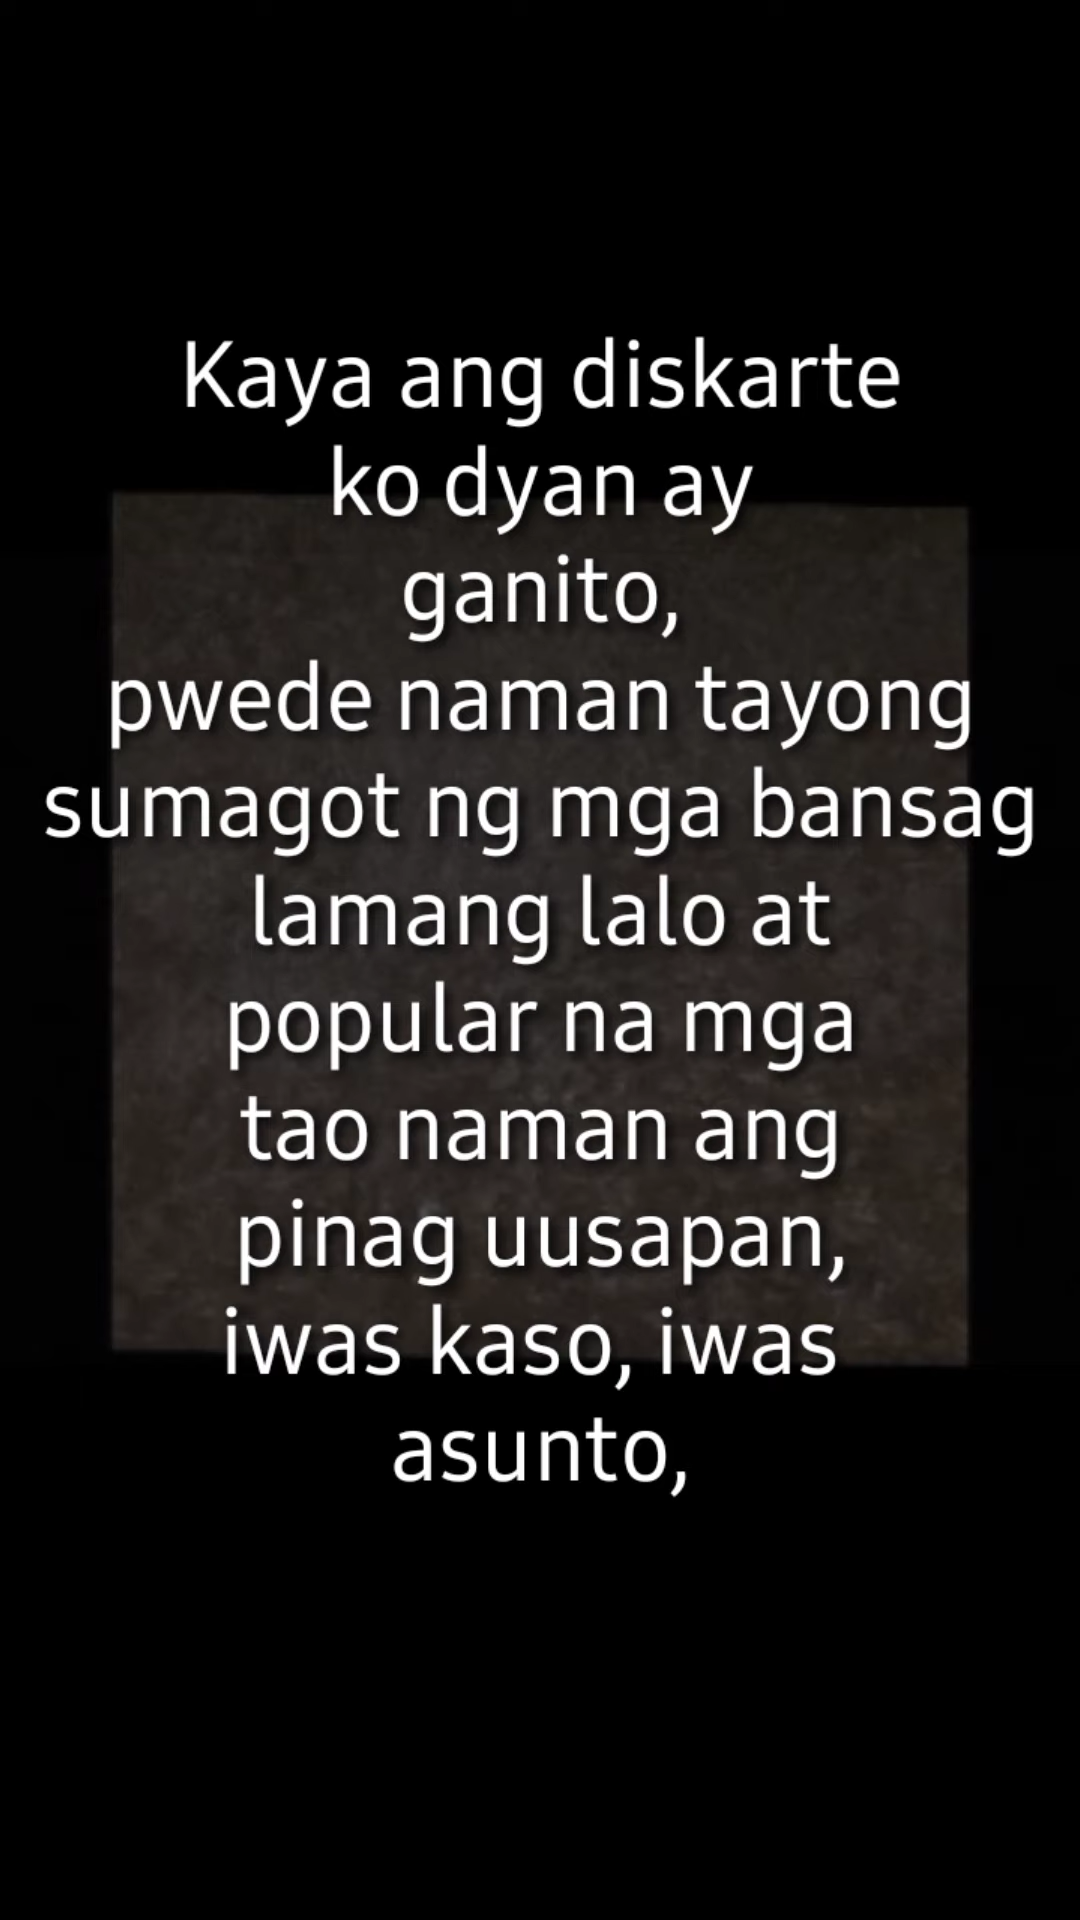 Kaya ang diskarte
ko dyan ay
ganito,
pwede naman tayong
sumagot ng mga bansag
lamang lalo at
popular na mga
tao naman ang
pinag uusapan,
iwas kaso, iwas
asunto,